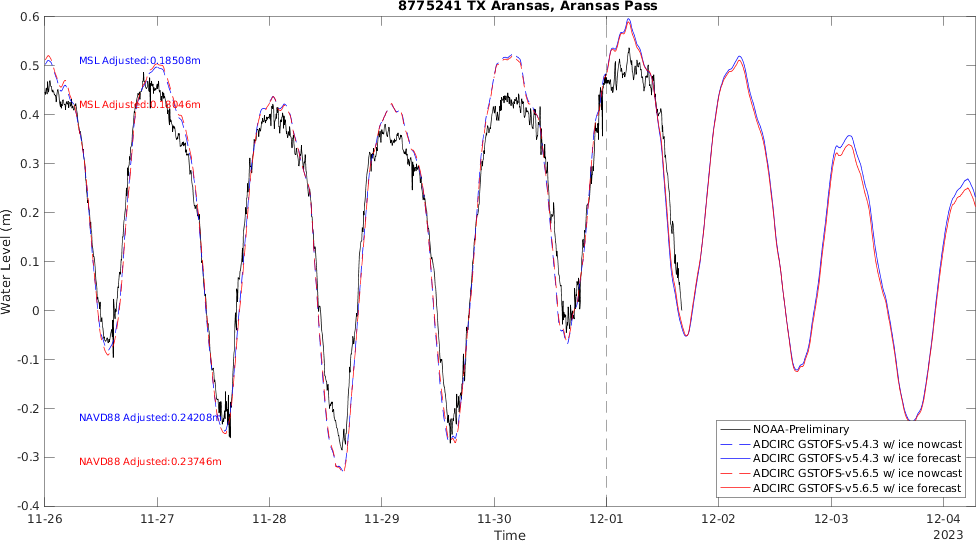 8775241 TX Aransas, Aransas Pass
0.6
0.5
0.4
0.3
0.2
0.1
0
-0.1
-0.2
-0.3
-0.4
Water Level (m)
MSL Adjusted:0.18508m
MSL Adjusted:0.18046m
NAVD88 Adjusted:0.24208m
NAVD88 Adjusted:0.23746m
NOAA-Preliminary
ADCIRC GSTOFS-v5.4.3 w/ ice nowcast
ADCIRC GSTOFS-v5.4.3 w/ ice forecast
ADCIRC GSTOFS-v5.6.5 w/ ice nowcast
ADCIRC GSTOFS-v5.6.5 w/ ice forecast
11-26 11-27 11-28 11-29 11-30 12-01 12-02 12-03 12-04
Time
2023